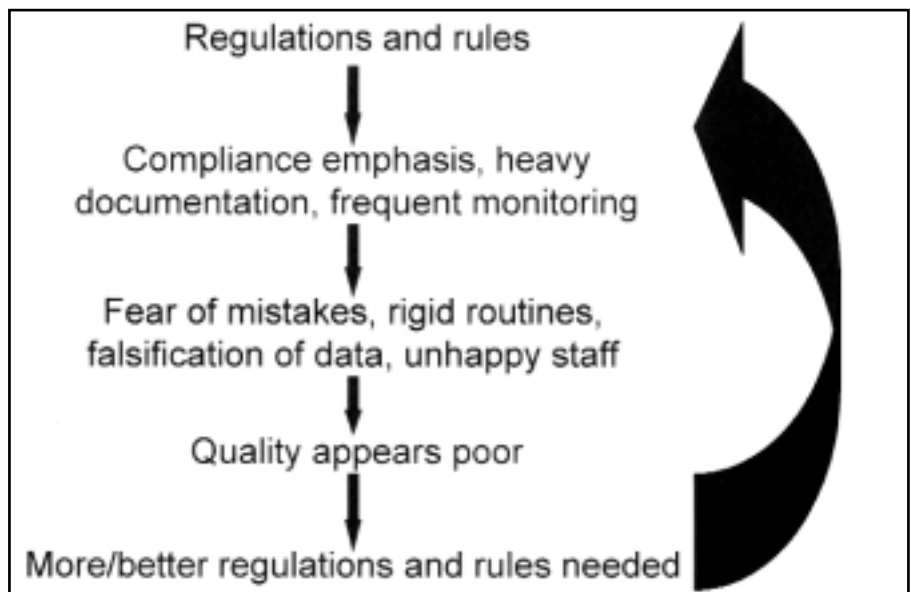 Regulations and rules
Compliance emphasis, heavy
documentation, frequent monitoring
Fear of mistakes, rigid routines,
falsification of data, unhappy staff
Quality appears poor
More/better regulations and rules needed